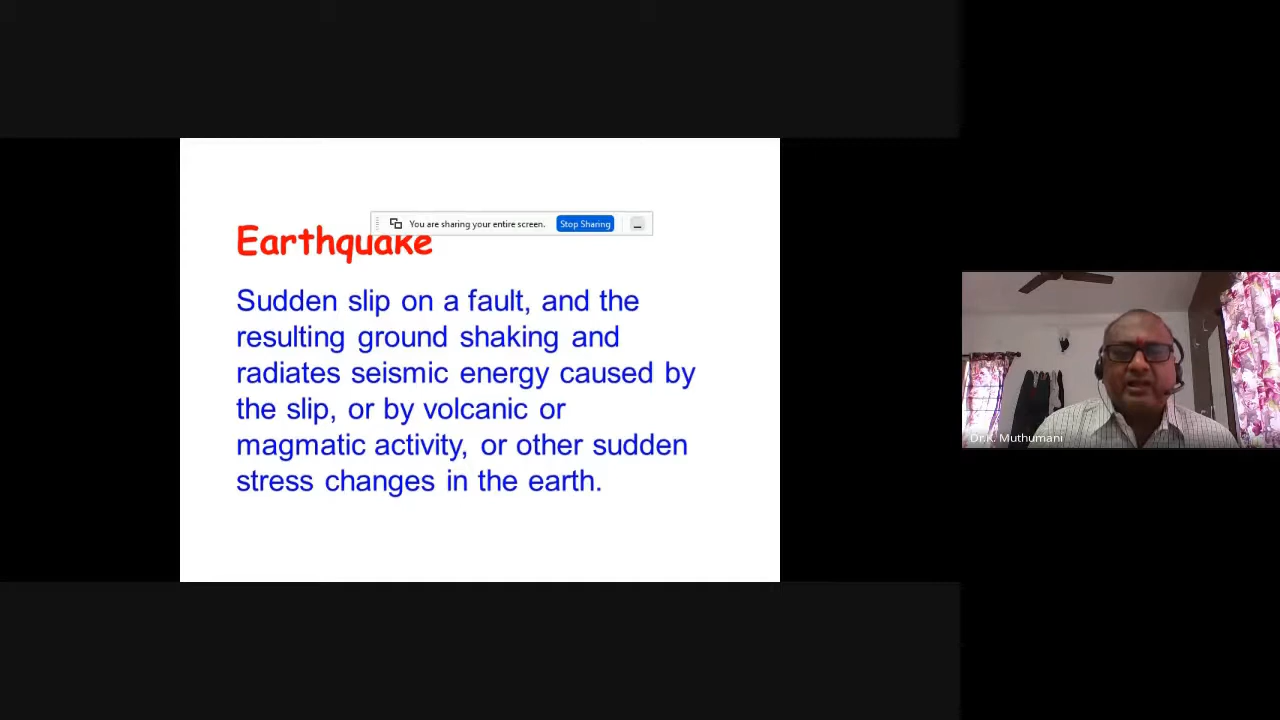 You are sharing your entire screen. Stop Sharing
Earthquake
Sudden slip on a fault, and the
resulting ground shaking and
radiates seismic energy caused by
the slip, or by volcanic or
magmatic activity, or other sudden
stress changes in the earth.
Dr.K. Muthumani